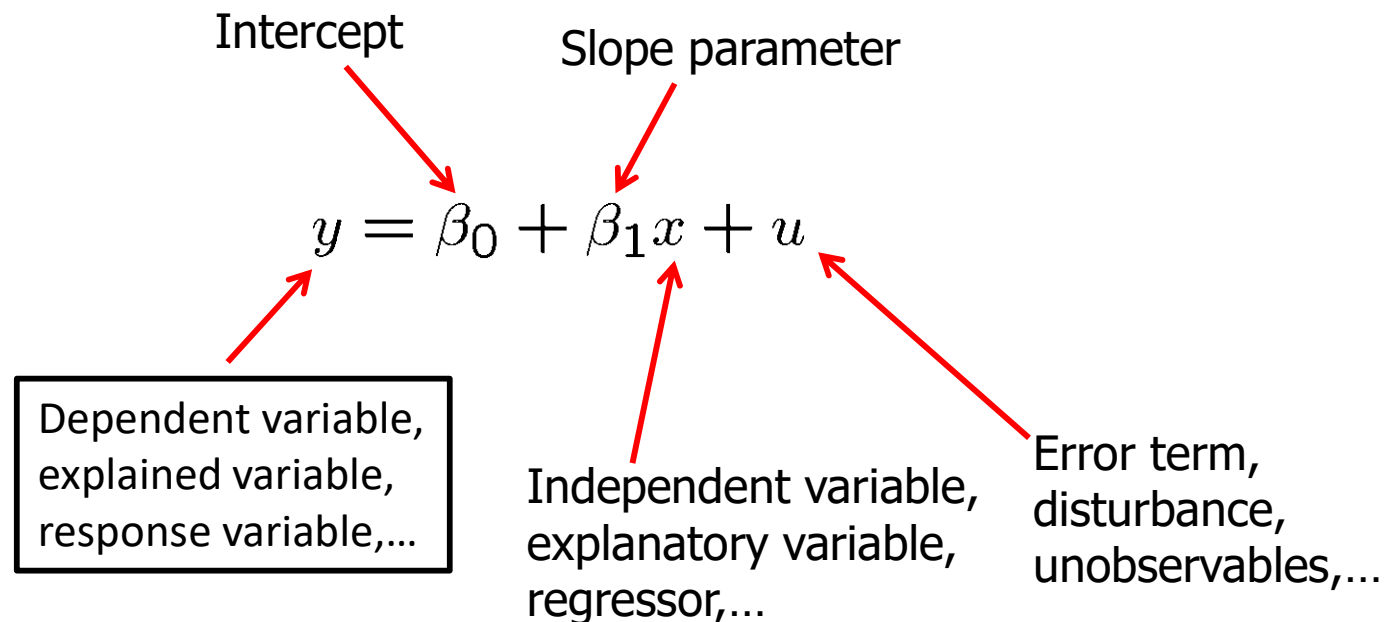 Intercept
Slope parameter
y = β₀ + β₁x + u
Dependent variable,
explained variable,
response variable,…
Independent variable,
explanatory variable,
regressor,…
Error term,
disturbance,
unobservables,…